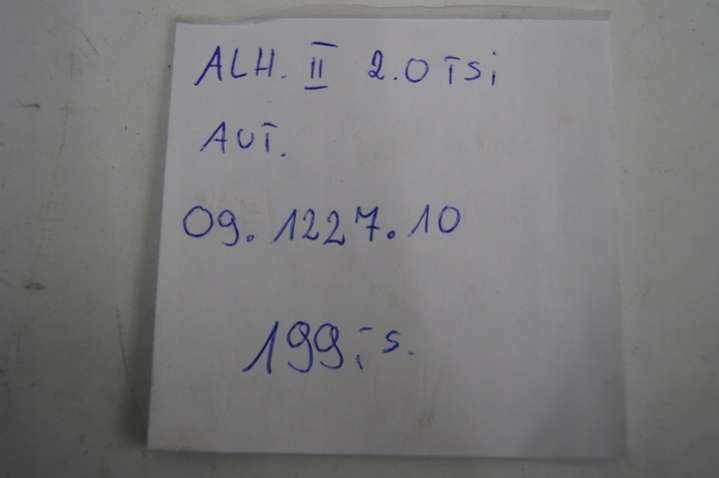 ALH. II 2.0 TSi
AUT.
09.1227.10
199,- s.